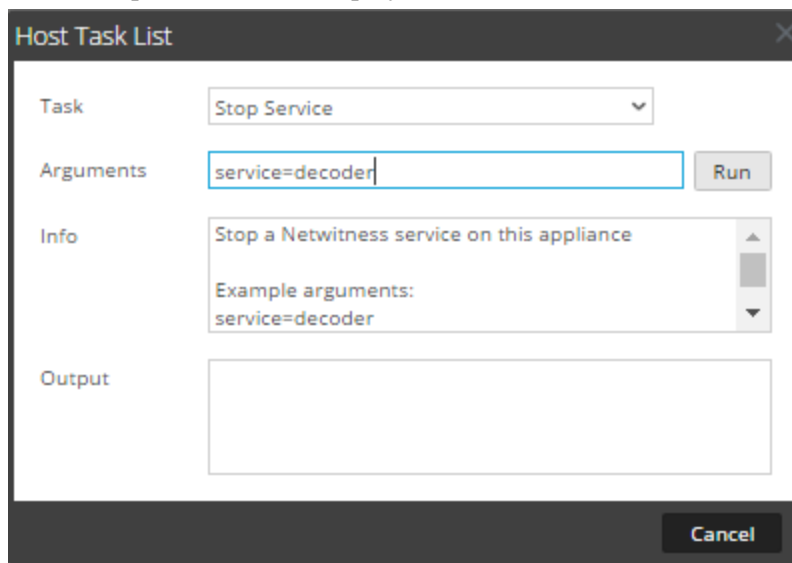 Host Task List
Task
Stop Service
Arguments
service=decoder
Run
Info
Stop a Netwitness service on this appliance
Example arguments:
service=decoder
Output
Cancel